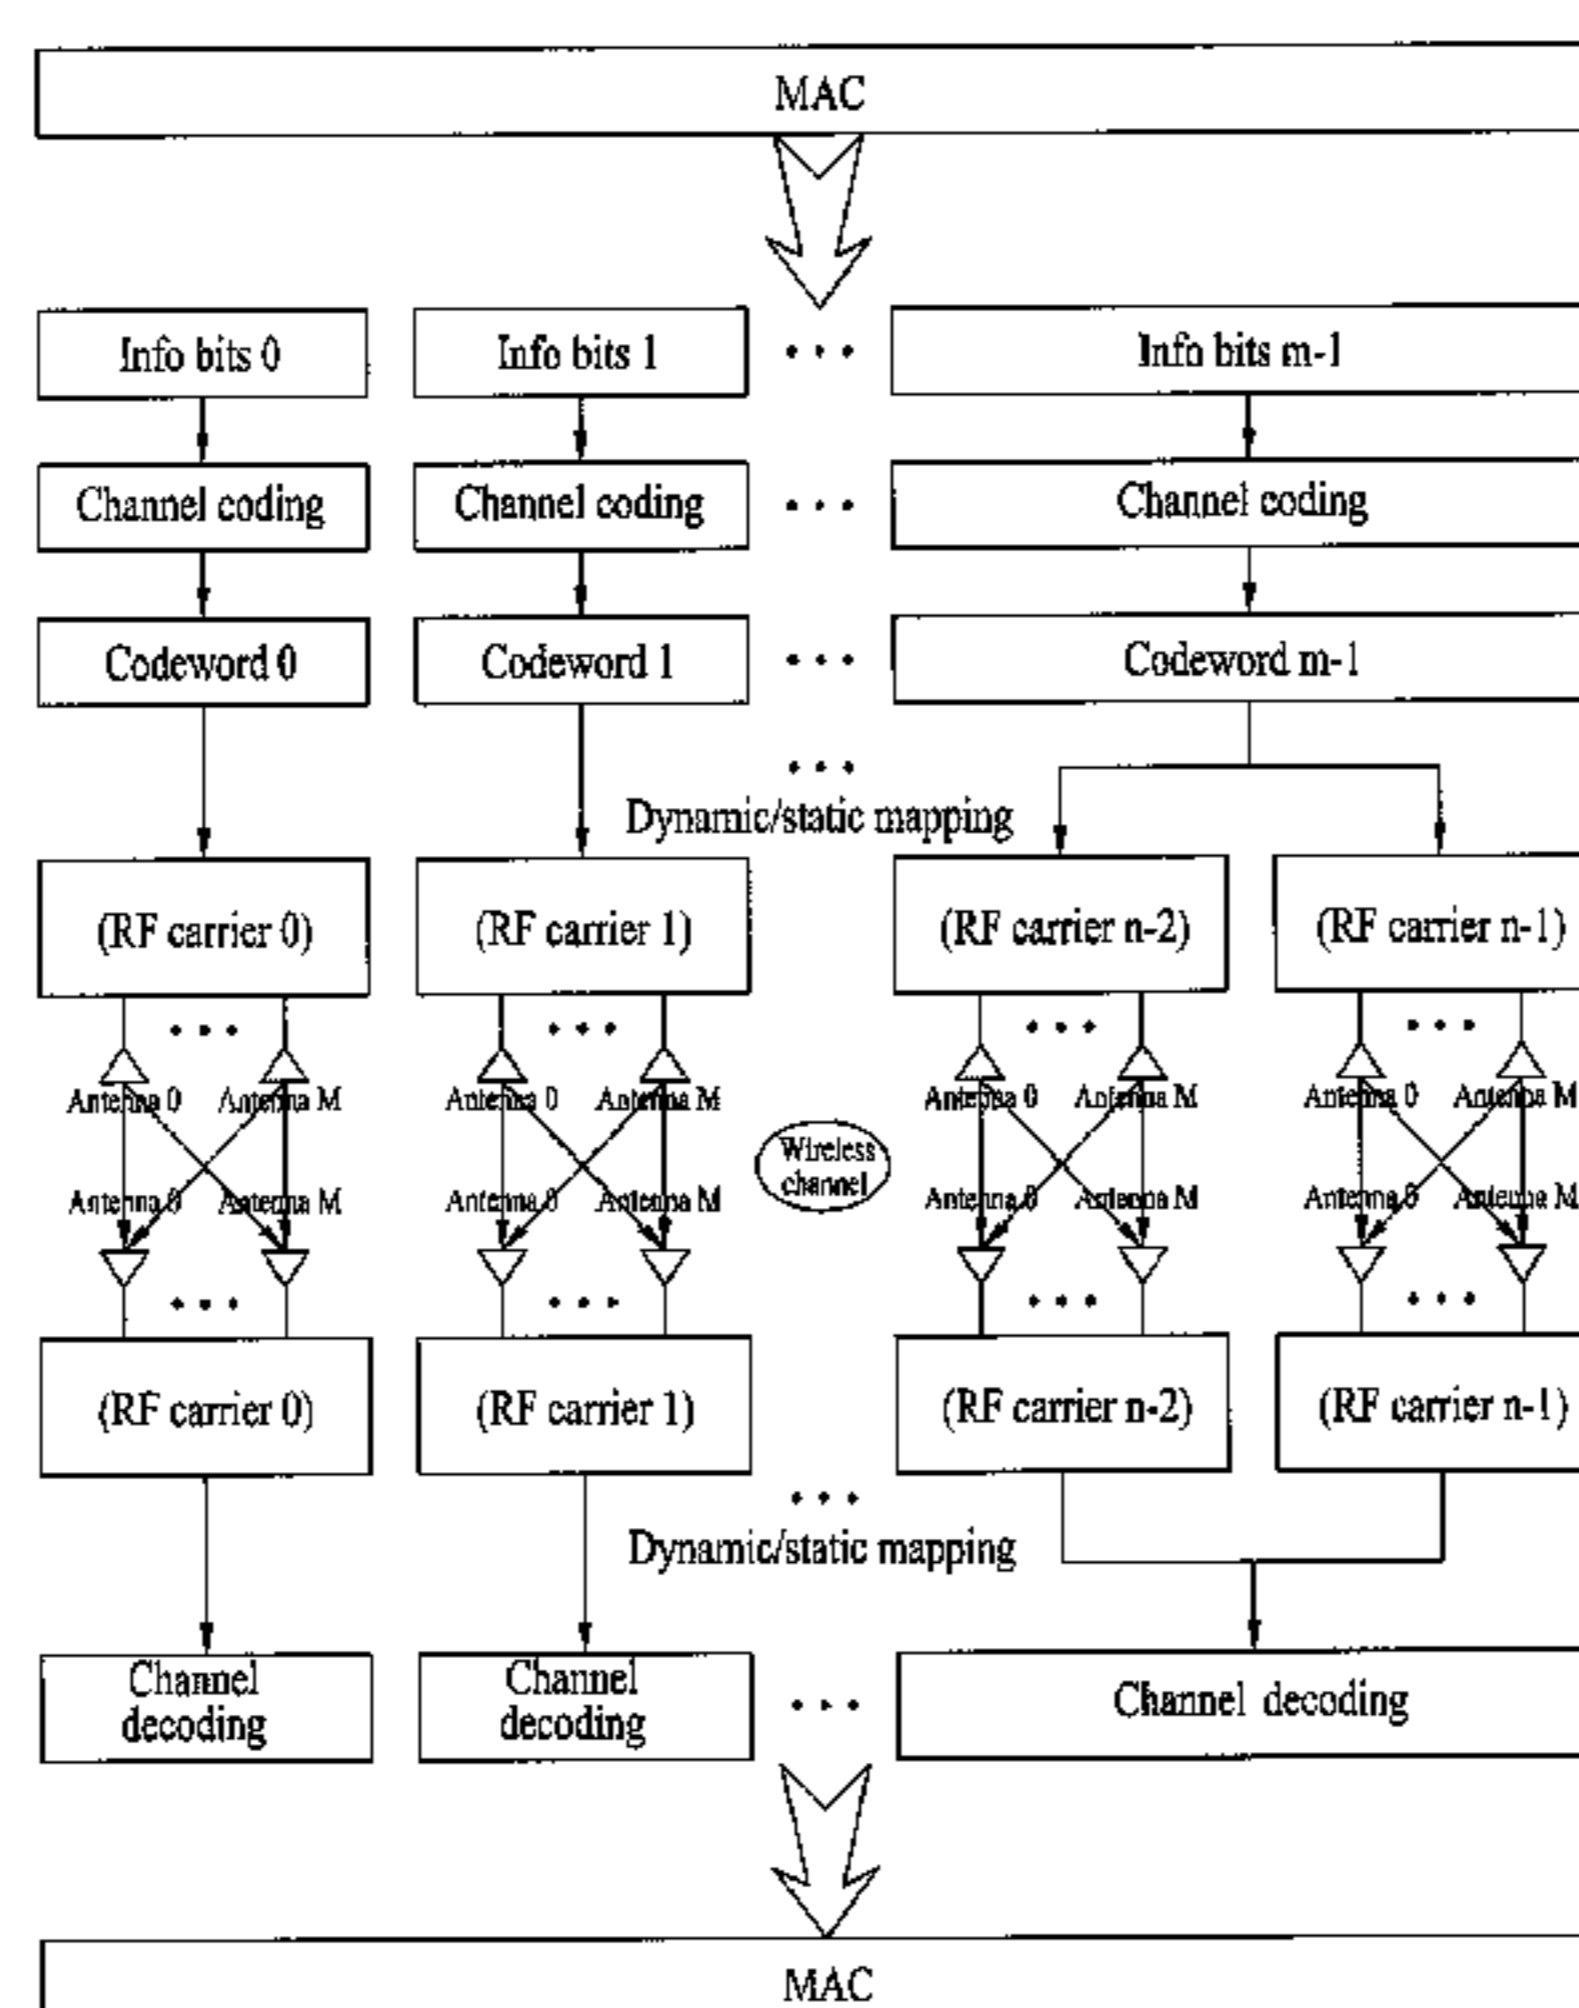 MAC
Info bits 0 Info bits 1 • • • Info bits m-1
Channel coding Channel coding • • • Channel coding
Codeword 0 Codeword 1 • • • Codeword m-1
• • •
Dynamic/static mapping
(RF carrier 0) (RF carrier 1) (RF carrier n-2) (RF carrier n-1)
• • • • • • • • • • • •
Antenna 0 Antenna M Antenna 0 Antenna M Antenna 0 Antenna M Antenna 0 Antenna M
Wireless
channel
Antenna 0 Antenna M Antenna 0 Antenna M Antenna 0 Antenna M Antenna 0 Antenna M
• • • • • • • • • • • •
(RF carrier 0) (RF carrier 1) (RF carrier n-2) (RF carrier n-1)
• • •
Dynamic/static mapping
Channel
decoding
Channel
decoding
• • •
Channel decoding
MAC